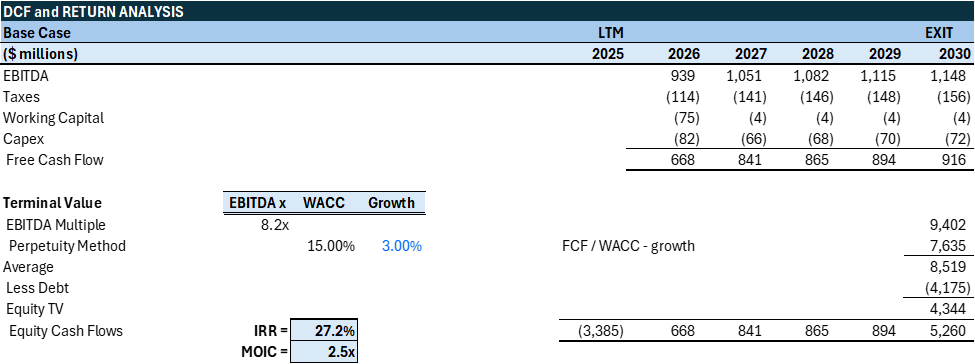 DCF and RETURN ANALYSIS
Base Case LTM EXIT
($ millions) 2025 2026 2027 2028 2029 2030
EBITDA 939 1,051 1,082 1,115 1,148
Taxes (114) (141) (146) (148) (156)
Working Capital (75) (4) (4) (4) (4)
Capex (82) (66) (68) (70) (72)
Free Cash Flow 668 841 865 894 916
Terminal Value EBITDA x WACC Growth
EBITDA Multiple 8.2x 9,402
Perpetuity Method 15.00% 3.00% FCF / WACC - growth 7,635
Average 8,519
Less Debt (4,175)
Equity TV 4,344
Equity Cash Flows IRR = 27.2% (3,385) 668 841 865 894 5,260
MOIC = 2.5x